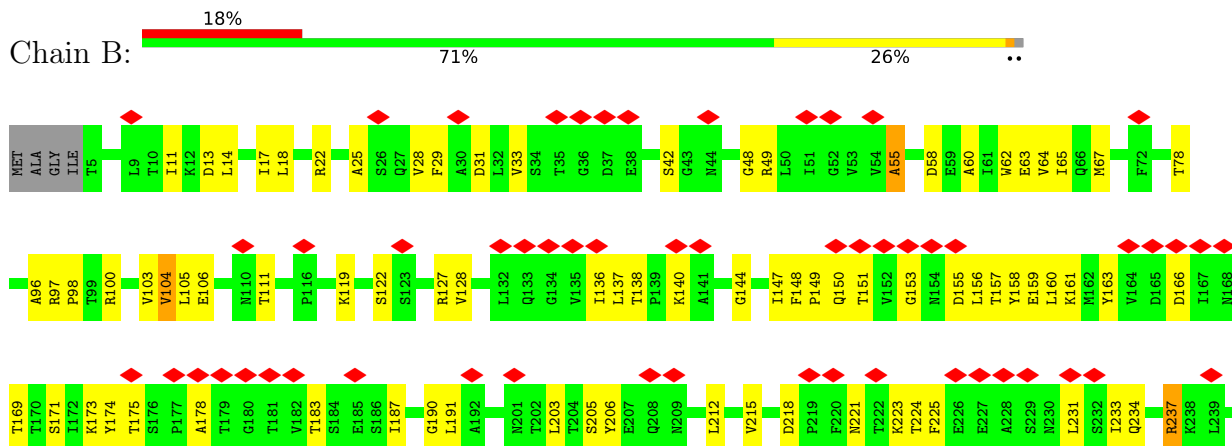 18%
Chain B:
71% 26% ••
MET ALA GLY ILE T5 L9 T10 I11 K12 D13 L14 I17 L18 R22 A25 S26 Q27 V28 F29 A30 D31 L32 V33 S34 T35 G36 D37 E38 S42 G43 N44 G48 R49 L50 I51 G52 V53 V54 A55 D58 E59 A60 I61 W62 E63 V64 I65 Q66 M67 F72 T78
A96 R97 P98 T99 R100 V103 V104 L105 E106 N110 T111 P116 K119 S122 S123 R127 V128 L132 Q133 G134 V135 I136 L137 T138 P139 K140 A141 G144 I147 F148 P149 Q150 T151 V152 G153 N154 D155 L156 T157 Y158 E159 L160 K161 M162 Y163 V164 D165 D166 I167 N168
T169 T170 S171 I172 K173 Y174 T175 S176 P177 A178 T179 G180 T181 V182 T183 S184 E185 S186 I187 G190 L191 A192 N201 T202 L203 T204 S205 Y206 E207 Q208 N209 L212 V215 D218 P219 F220 N221 T222 K223 T224 F225 E226 E227 A228 S229 N230 L231 S232 I233 Q234 R237 K238 L239